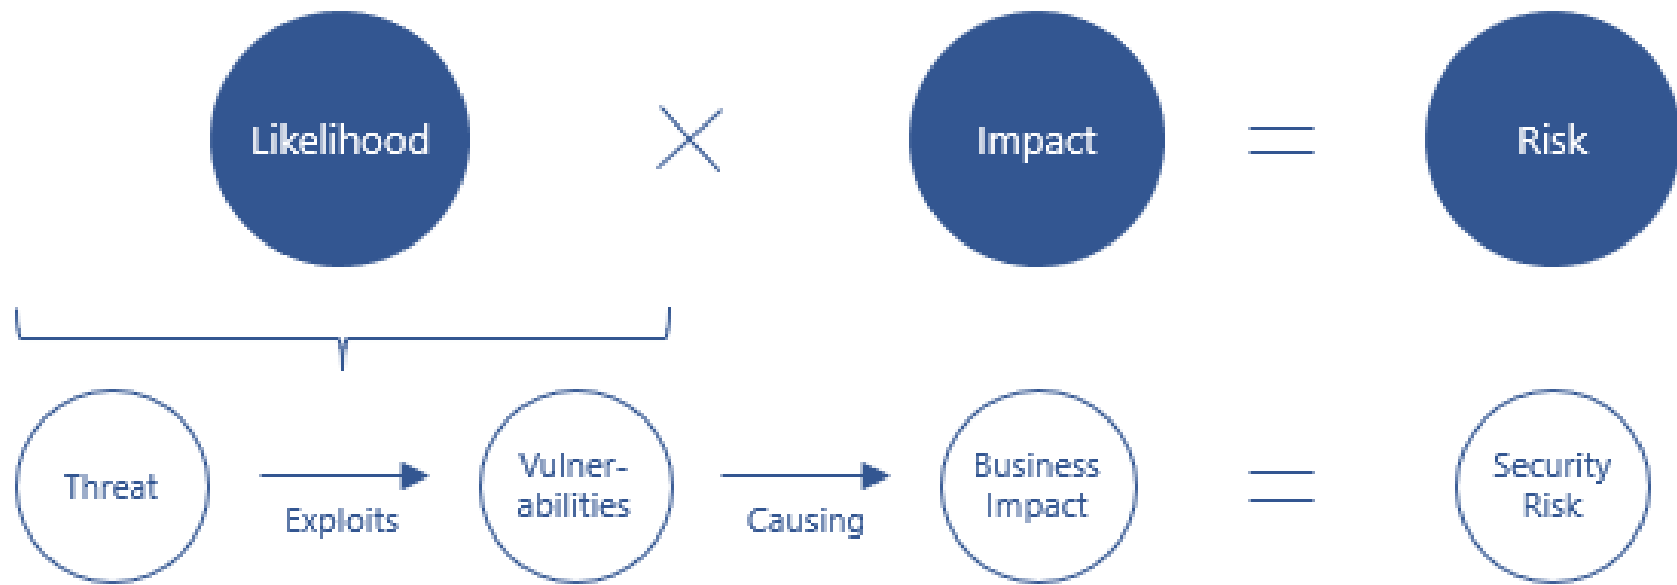 Likelihood
Impact
Risk
Threat
Exploits
Vulner-
abilities
Causing
Business
Impact
Security
Risk